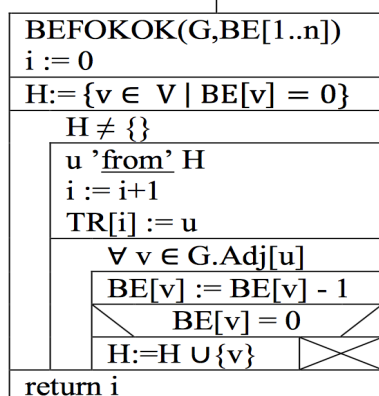 BEFOKOK(G,BE[1..n])
i := 0
H:= {v ∈ V | BE[v] = 0}
H ≠ {}
u ’from’ H
i := i+1
TR[i] := u
∀ v ∈ G.Adj[u]
BE[v] := BE[v] - 1
BE[v] = 0
H:=H ∪{v}
return i